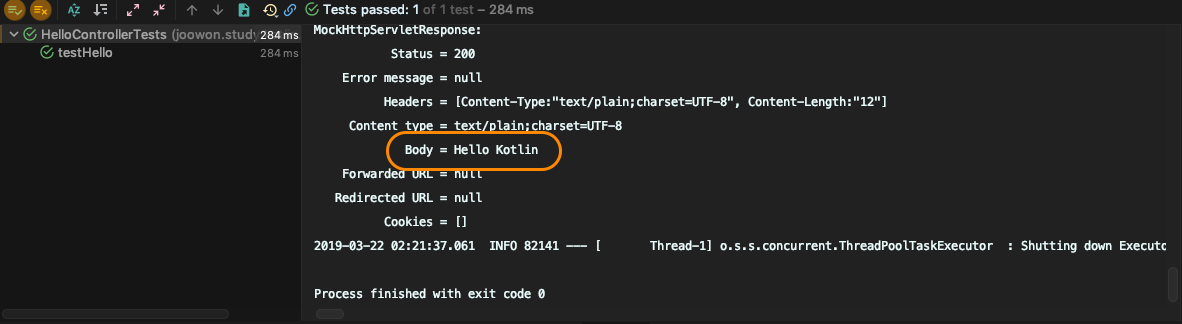 Tests passed: 1 of 1 test – 284 ms
HelloControllerTests (joowon.study 284 ms
testHello 284 ms
MockHttpServletResponse:
Status = 200
Error message = null
Headers = [Content-Type:"text/plain;charset=UTF-8", Content-Length:"12"]
Content type = text/plain;charset=UTF-8
Body = Hello Kotlin
Forwarded URL = null
Redirected URL = null
Cookies = []
2019-03-22 02:21:37.061  INFO 82141 --- [       Thread-1] o.s.s.concurrent.ThreadPoolTaskExecutor  : Shutting down Executo
Process finished with exit code 0